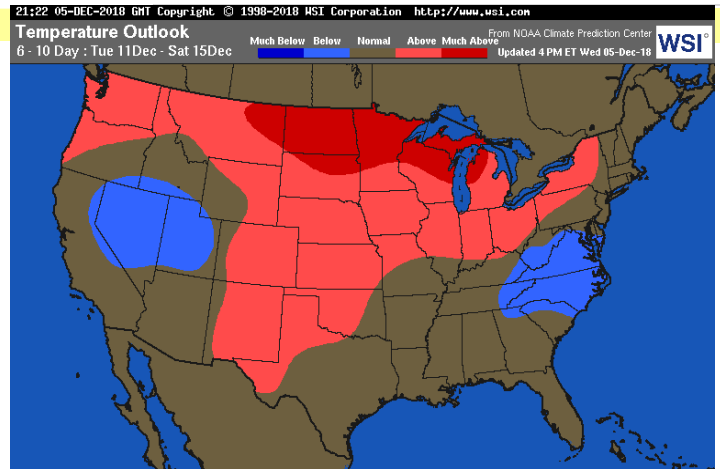 21:22 05-DEC-2018 GMT Copyright © 1998-2018 WSI Corporation http://www.wsi.com
Temperature Outlook
6 - 10 Day : Tue 11Dec - Sat 15Dec
Much Below Below Normal Above Much Above
From NOAA Climate Prediction Center
Updated 4 PM ET Wed 05-Dec-18
WSI